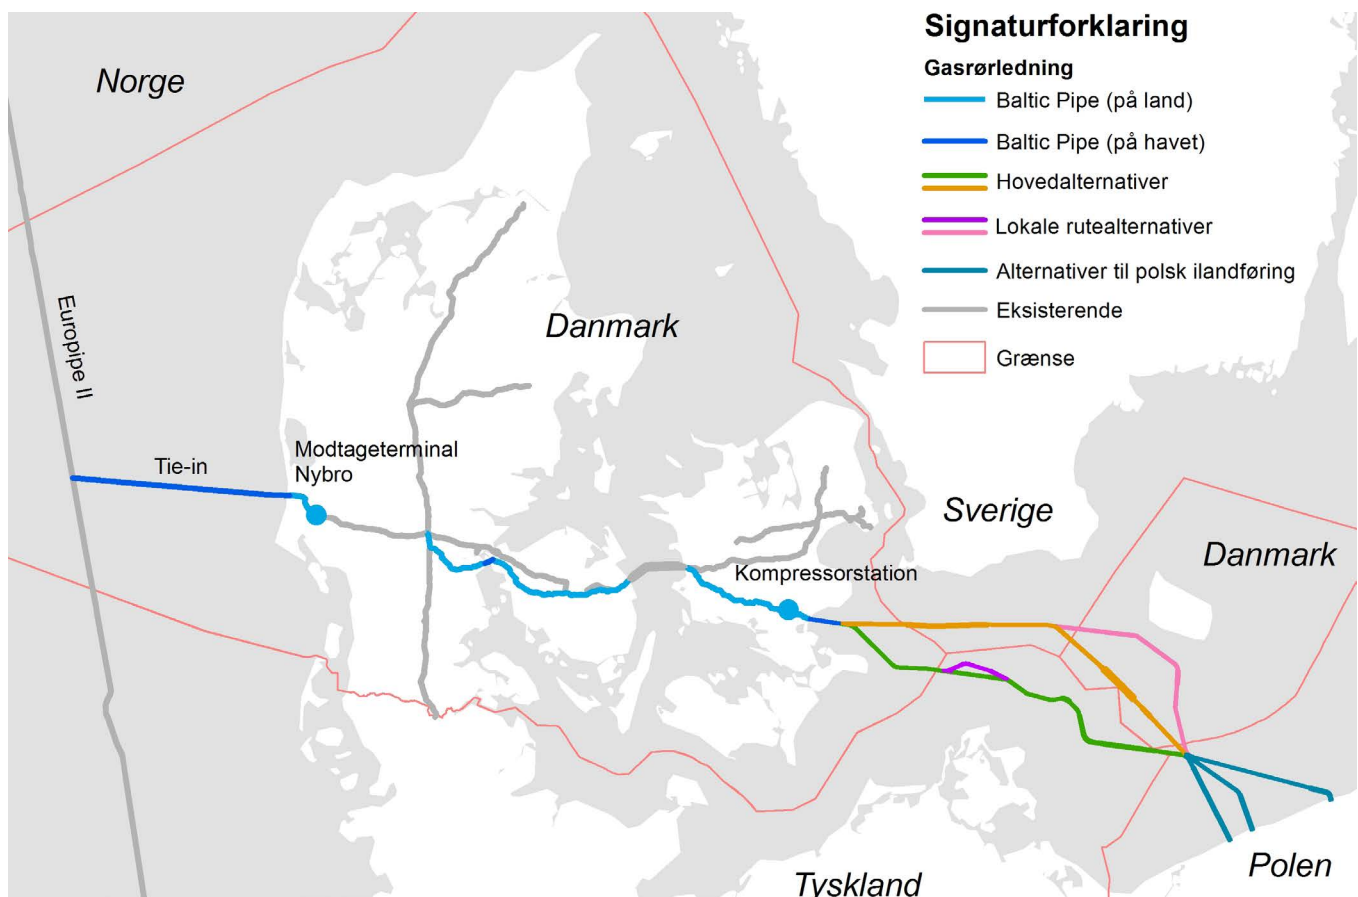 Signaturforklaring
Gasrørledning
Baltic Pipe (på land)
Baltic Pipe (på havet)
Hovedalternativer
Lokale rutealternativer
Alternativer til polsk ilandføring
Eksisterende
Grænse
Norge
Europipe II
Danmark
Modtageterminal
Nybro
Tie-in
Sverige
Danmark
Kompressorstation
Polen
Tyskland